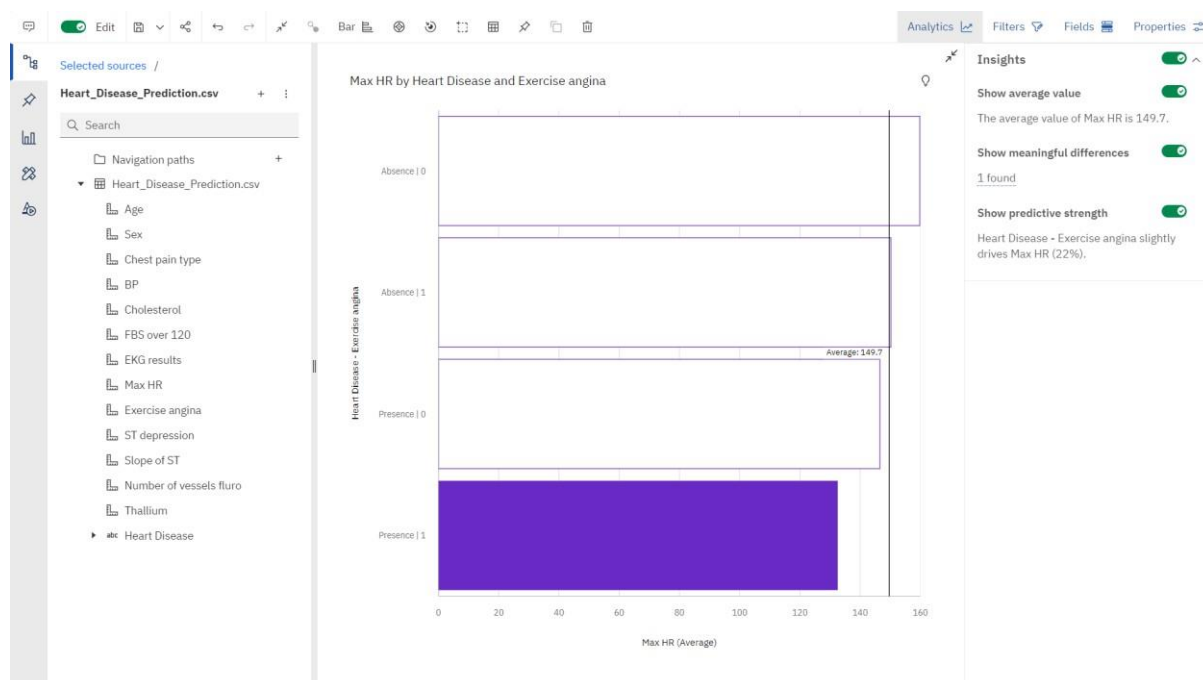 Edit
Bar
Analytics
Filters
Fields
Properties
Selected sources /
Heart_Disease_Prediction.csv
Search
Navigation paths
Heart_Disease_Prediction.csv
Age
Sex
Chest pain type
BP
Cholesterol
FBS over 120
EKG results
Max HR
Exercise angina
ST depression
Slope of ST
Number of vessels fluro
Thallium
abc Heart Disease
Max HR by Heart Disease and Exercise angina
Heart Disease - Exercise angina
Absence | 0
Absence | 1
Average: 149.7
Presence | 0
Presence | 1
0 20 40 60 80 100 120 140 160
Max HR (Average)
Insights
Show average value
The average value of Max HR is 149.7.
Show meaningful differences
1 found
Show predictive strength
Heart Disease - Exercise angina slightly
drives Max HR (22%).